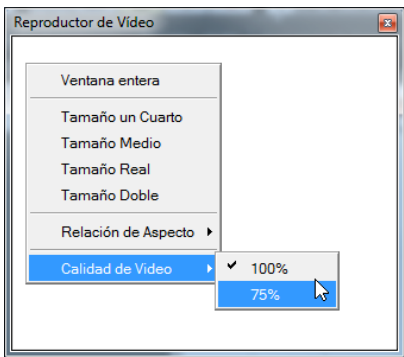 Reproductor de Vídeo
Ventana entera
Tamaño un Cuarto
Tamaño Medio
Tamaño Real
Tamaño Doble
Relación de Aspecto
Calidad de Video
100%
75%